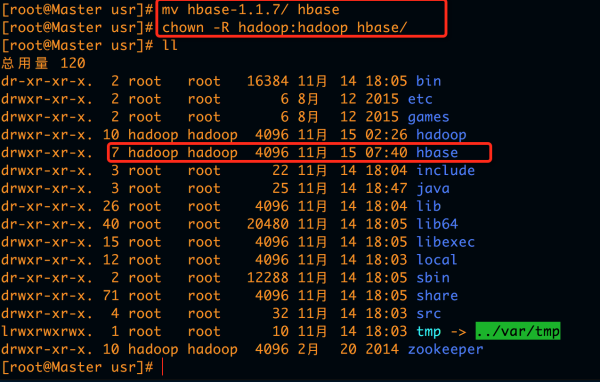 [root@Master usr]# mv hbase-1.1.7/ hbase
[root@Master usr]# chown -R hadoop:hadoop hbase/
[root@Master usr]# ll
总用量 120
dr-xr-xr-x. 2 root root 16384 11月 14 18:05 bin
drwxr-xr-x. 2 root root 6 8月 12 2015 etc
drwxr-xr-x. 2 root root 6 8月 12 2015 games
drwxr-xr-x. 10 hadoop hadoop 4096 11月 15 02:26 hadoop
drwxr-xr-x. 7 hadoop hadoop 4096 11月 15 07:40 hbase
drwxr-xr-x. 3 root root 22 11月 14 18:04 include
drwxr-xr-x. 3 root root 25 11月 14 18:47 java
dr-xr-xr-x. 26 root root 4096 11月 14 18:04 lib
dr-xr-xr-x. 40 root root 20480 11月 14 18:05 lib64
drwxr-xr-x. 15 root root 4096 11月 14 18:05 libexec
drwxr-xr-x. 12 root root 4096 11月 14 18:03 local
dr-xr-xr-x. 2 root root 12288 11月 14 18:05 sbin
drwxr-xr-x. 71 root root 4096 11月 14 18:05 share
drwxr-xr-x. 4 root root 32 11月 14 18:03 src
lrwxrwxrwx. 1 root root 10 11月 14 18:03 tmp -> ../var/tmp
drwxr-xr-x. 10 hadoop hadoop 4096 2月 20 2014 zookeeper
[root@Master usr]#